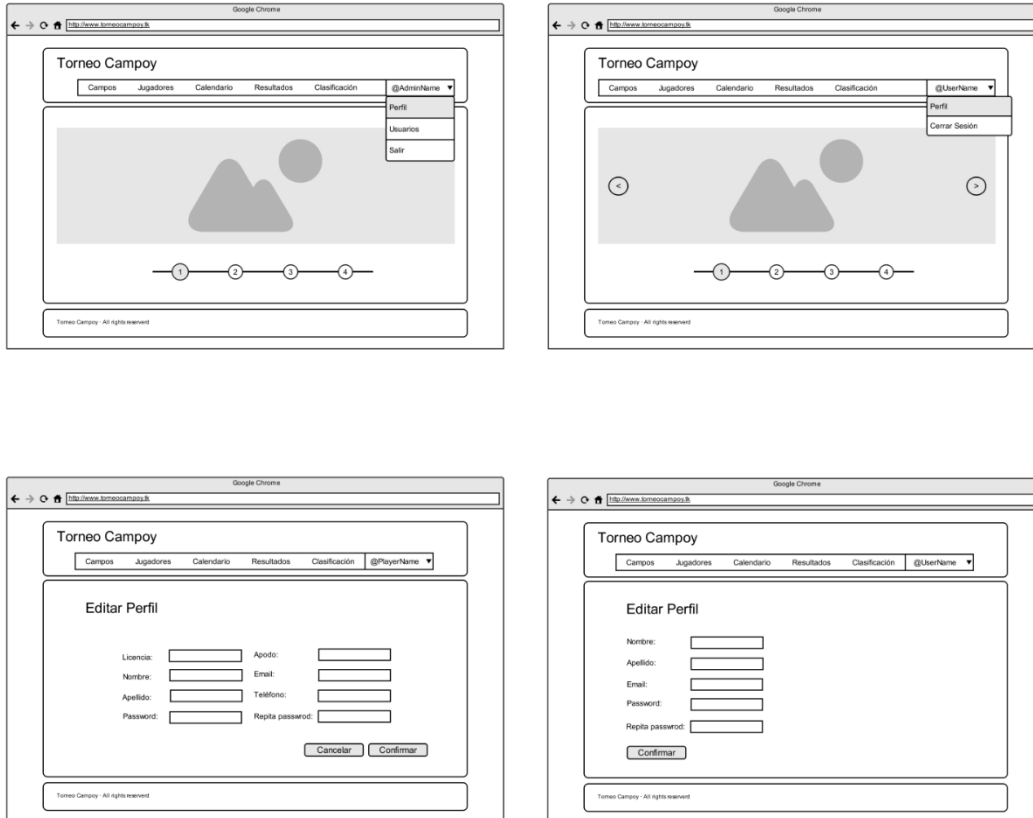 Google Chrome
http://www.torneocampoy.tk
Torneo Campoy
Campos Jugadores Calendario Resultados Clasificación @AdminName ▼
Perfil
Usuarios
Salir
1 2 3 4
Torneo Campoy - All rights reserverd
Google Chrome
http://www.torneocampoy.tk
Torneo Campoy
Campos Jugadores Calendario Resultados Clasificación @UserName ▼
Perfil
Cerrar Sesión
< >
1 2 3 4
Torneo Campoy - All rights reserverd
Google Chrome
http://www.torneocampoy.tk
Torneo Campoy
Campos Jugadores Calendario Resultados Clasificación @PlayerName ▼
Editar Perfil
Licencia: Apodo:
Nombre: Email:
Apellido: Teléfono:
Password: Repita passwrod:
Cancelar Confirmar
Torneo Campoy - All rights reserverd
Google Chrome
http://www.torneocampoy.tk
Torneo Campoy
Campos Jugadores Calendario Resultados Clasificación @UserName ▼
Editar Perfil
Nombre:
Apellido:
Email:
Password:
Repita passwrod:
Confirmar
Torneo Campoy - All rights reserverd